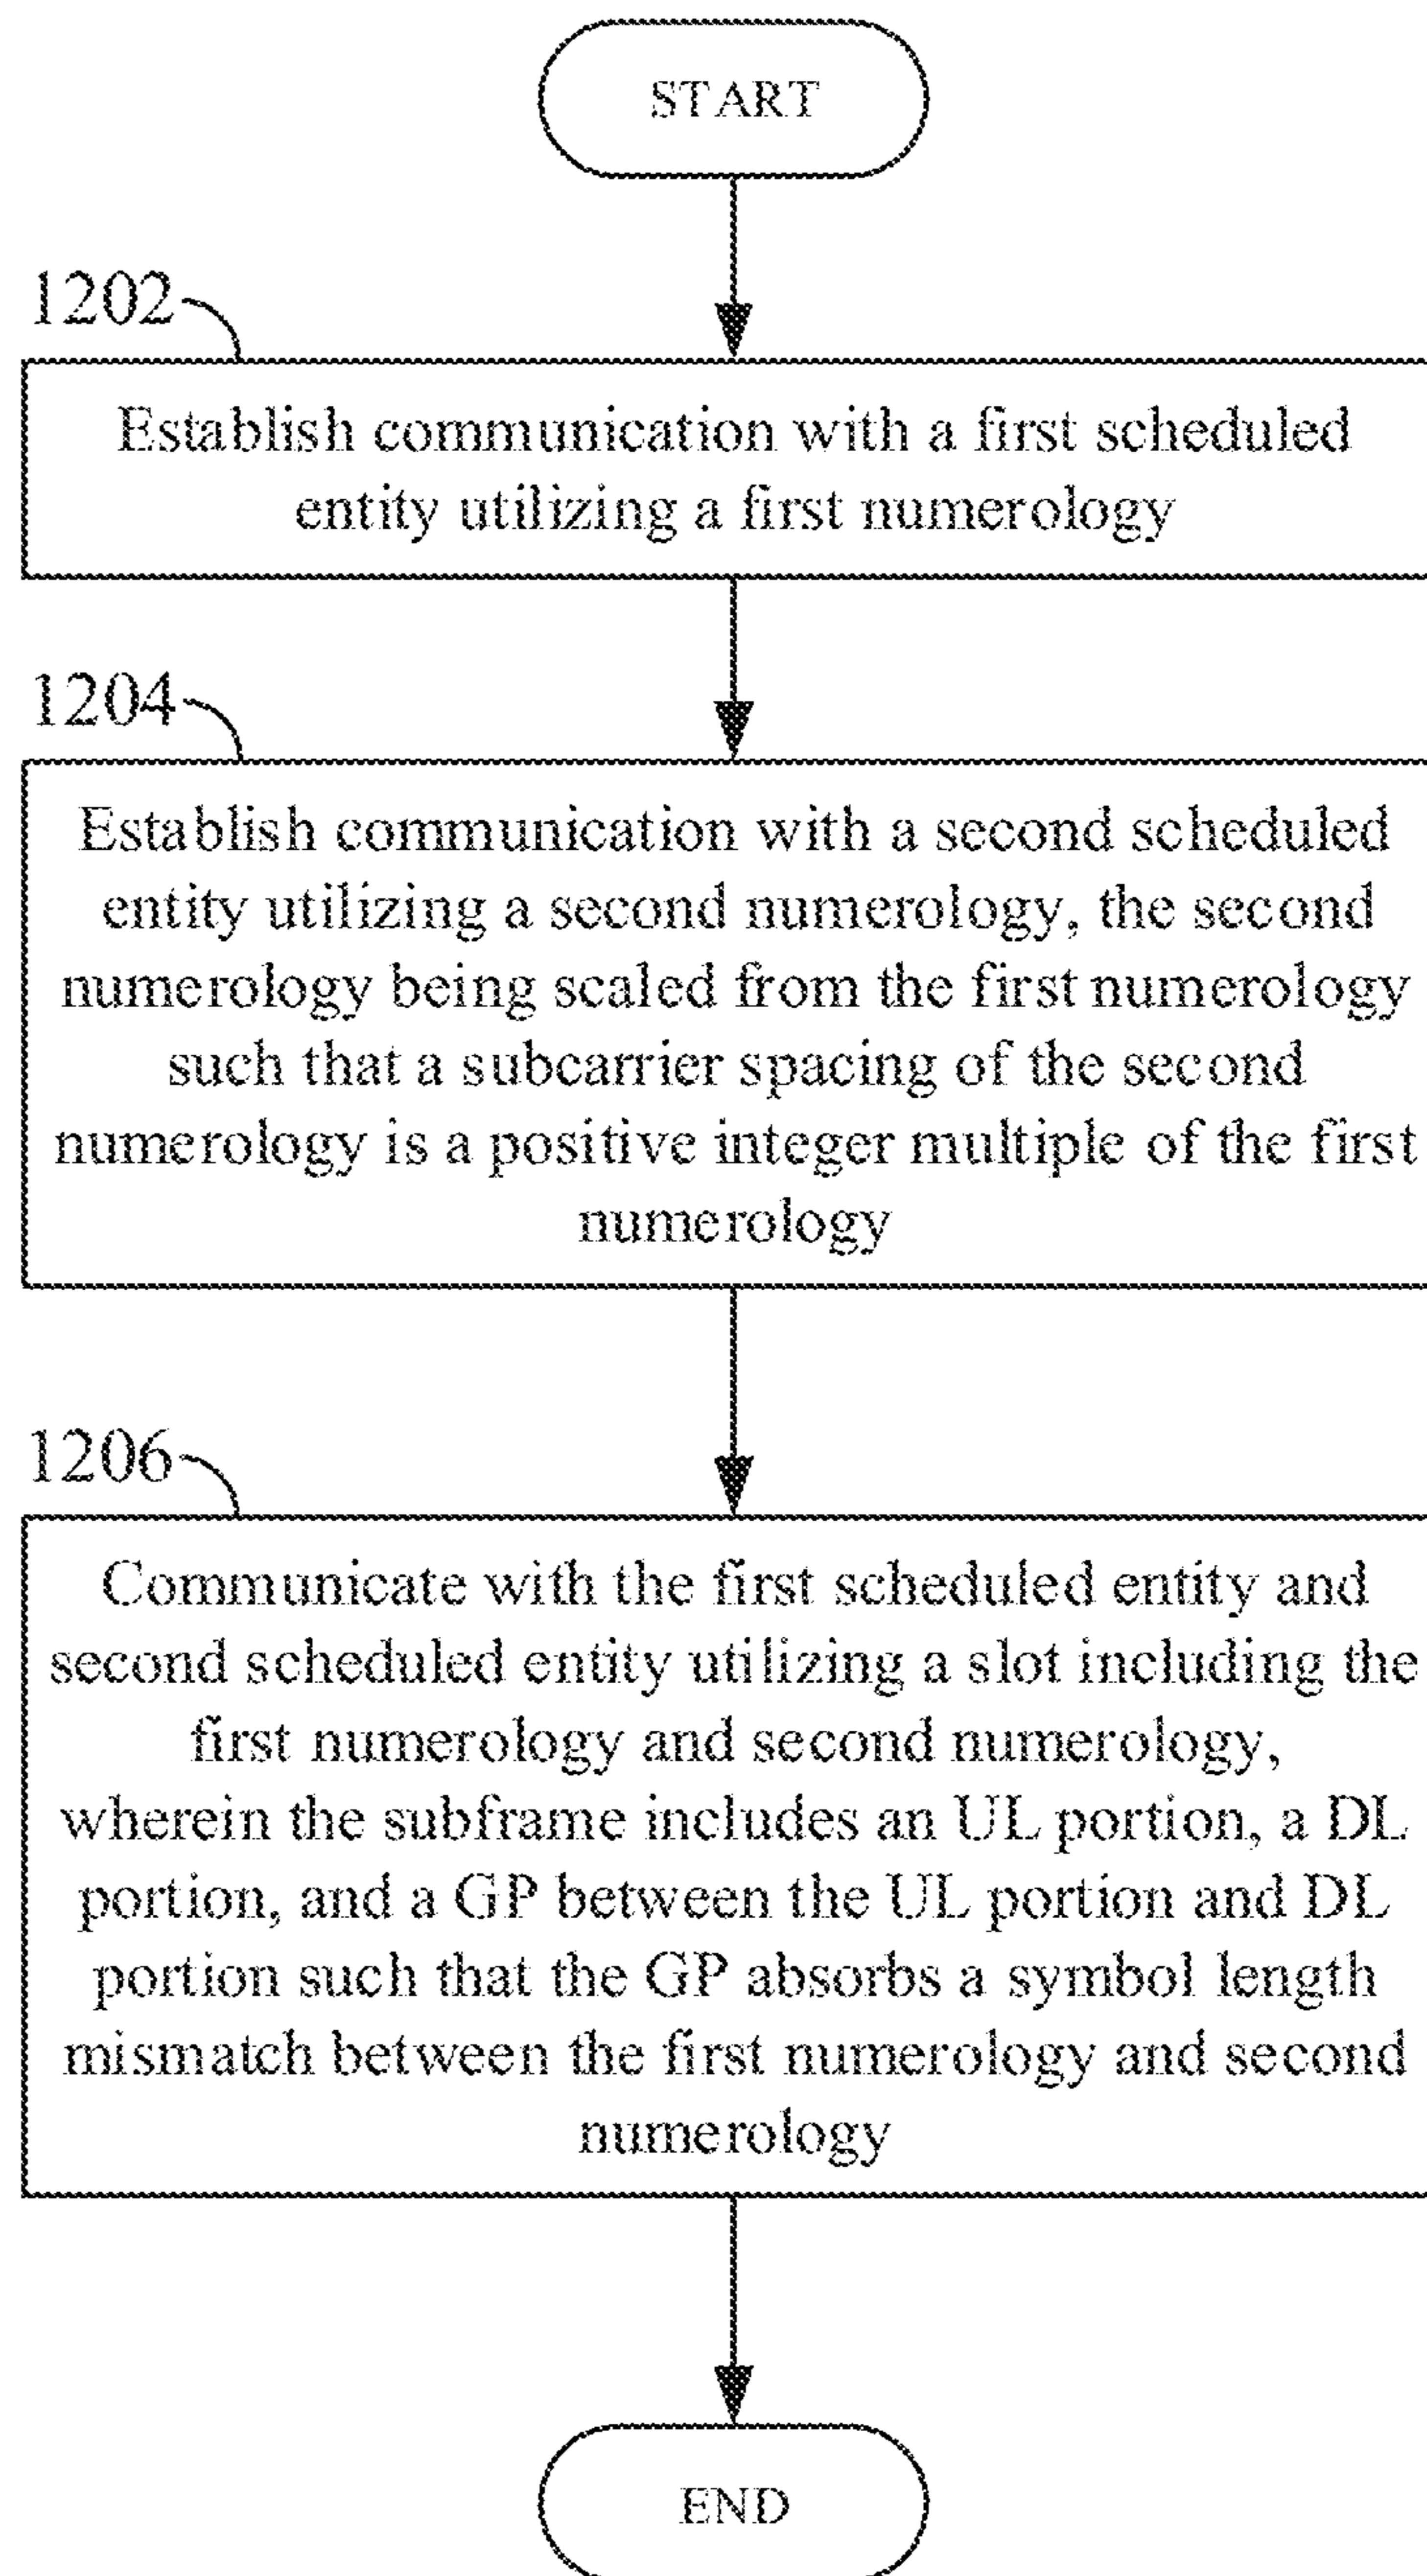 START
1202
Establish communication with a first scheduled
entity utilizing a first numerology
1204
Establish communication with a second scheduled
entity utilizing a second numerology, the second
numerology being scaled from the first numerology
such that a subcarrier spacing of the second
numerology is a positive integer multiple of the first
numerology
1206
Communicate with the first scheduled entity and
second scheduled entity utilizing a slot including the
first numerology and second numerology,
wherein the subframe includes an UL portion, a DL
portion, and a GP between the UL portion and DL
portion such that the GP absorbs a symbol length
mismatch between the first numerology and second
numerology
END